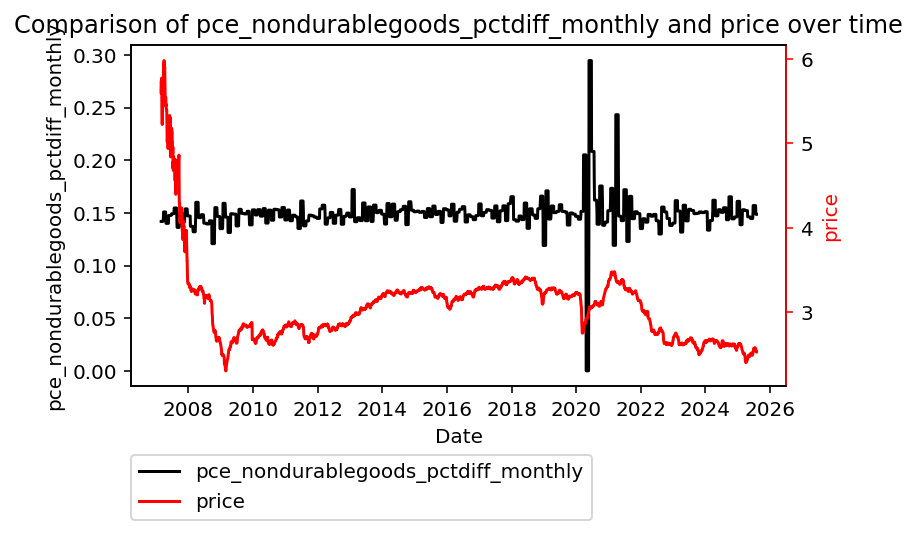 Comparison of pce_nondurablegoods_pctdiff_monthly and price over time
pce_nondurablegoods_pctdiff_monthly
0.30
0.25
0.20
0.15
0.10
0.05
0.00
6
5
4
3
price
2008 2010 2012 2014 2016 2018 2020 2022 2024 2026
Date
pce_nondurablegoods_pctdiff_monthly
price